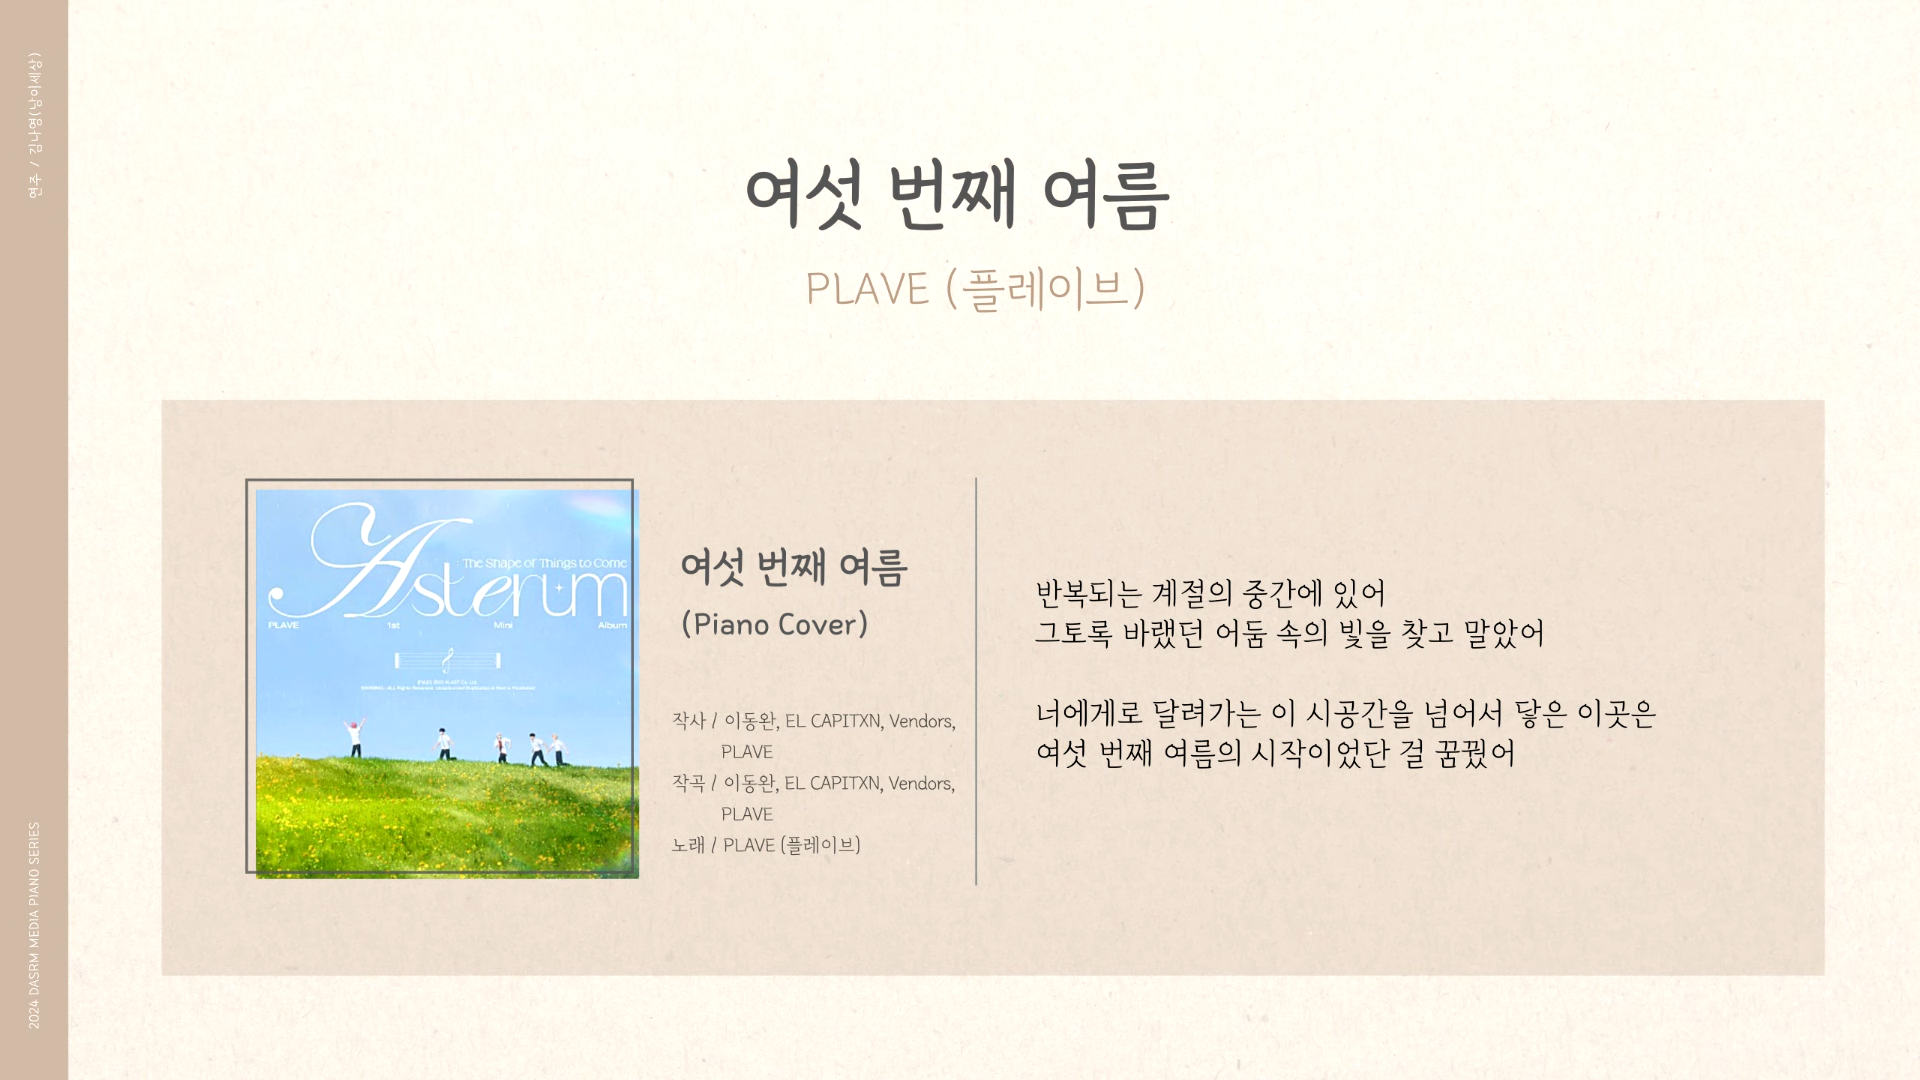 연주 / 김나영(낭이세상)
2024 DASRM MEDIA PIANO SERIES
여섯 번째 여름
PLAVE (플레이브)
Asterum
: The Shape of Things to Come
PLAVE 1st Mini Album
여섯 번째 여름
(Piano Cover)
작사 / 이동완, EL CAPITXN, Vendors,
PLAVE
작곡 / 이동완, EL CAPITXN, Vendors,
PLAVE
노래 / PLAVE (플레이브)
반복되는 계절의 중간에 있어
그토록 바랬던 어둠 속의 빛을 찾고 말았어
너에게로 달려가는 이 시공간을 넘어서 닿은 이곳은
여섯 번째 여름의 시작이었단 걸 꿈꿨어